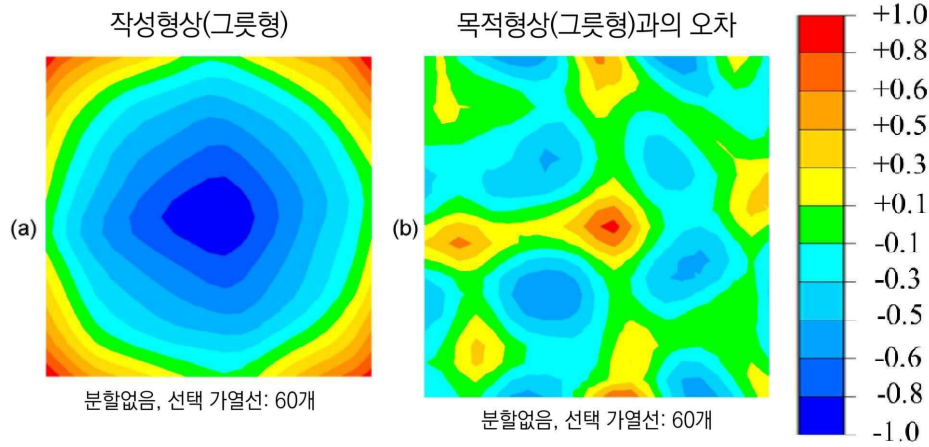 작성형상(그릇형)
목적형상(그릇형)과의 오차
(a)
(b)
분할없음, 선택 가열선: 60개
분할없음, 선택 가열선: 60개
+1.0
+0.8
+0.6
+0.5
+0.3
+0.1
-0.1
-0.3
-0.5
-0.6
-0.8
-1.0